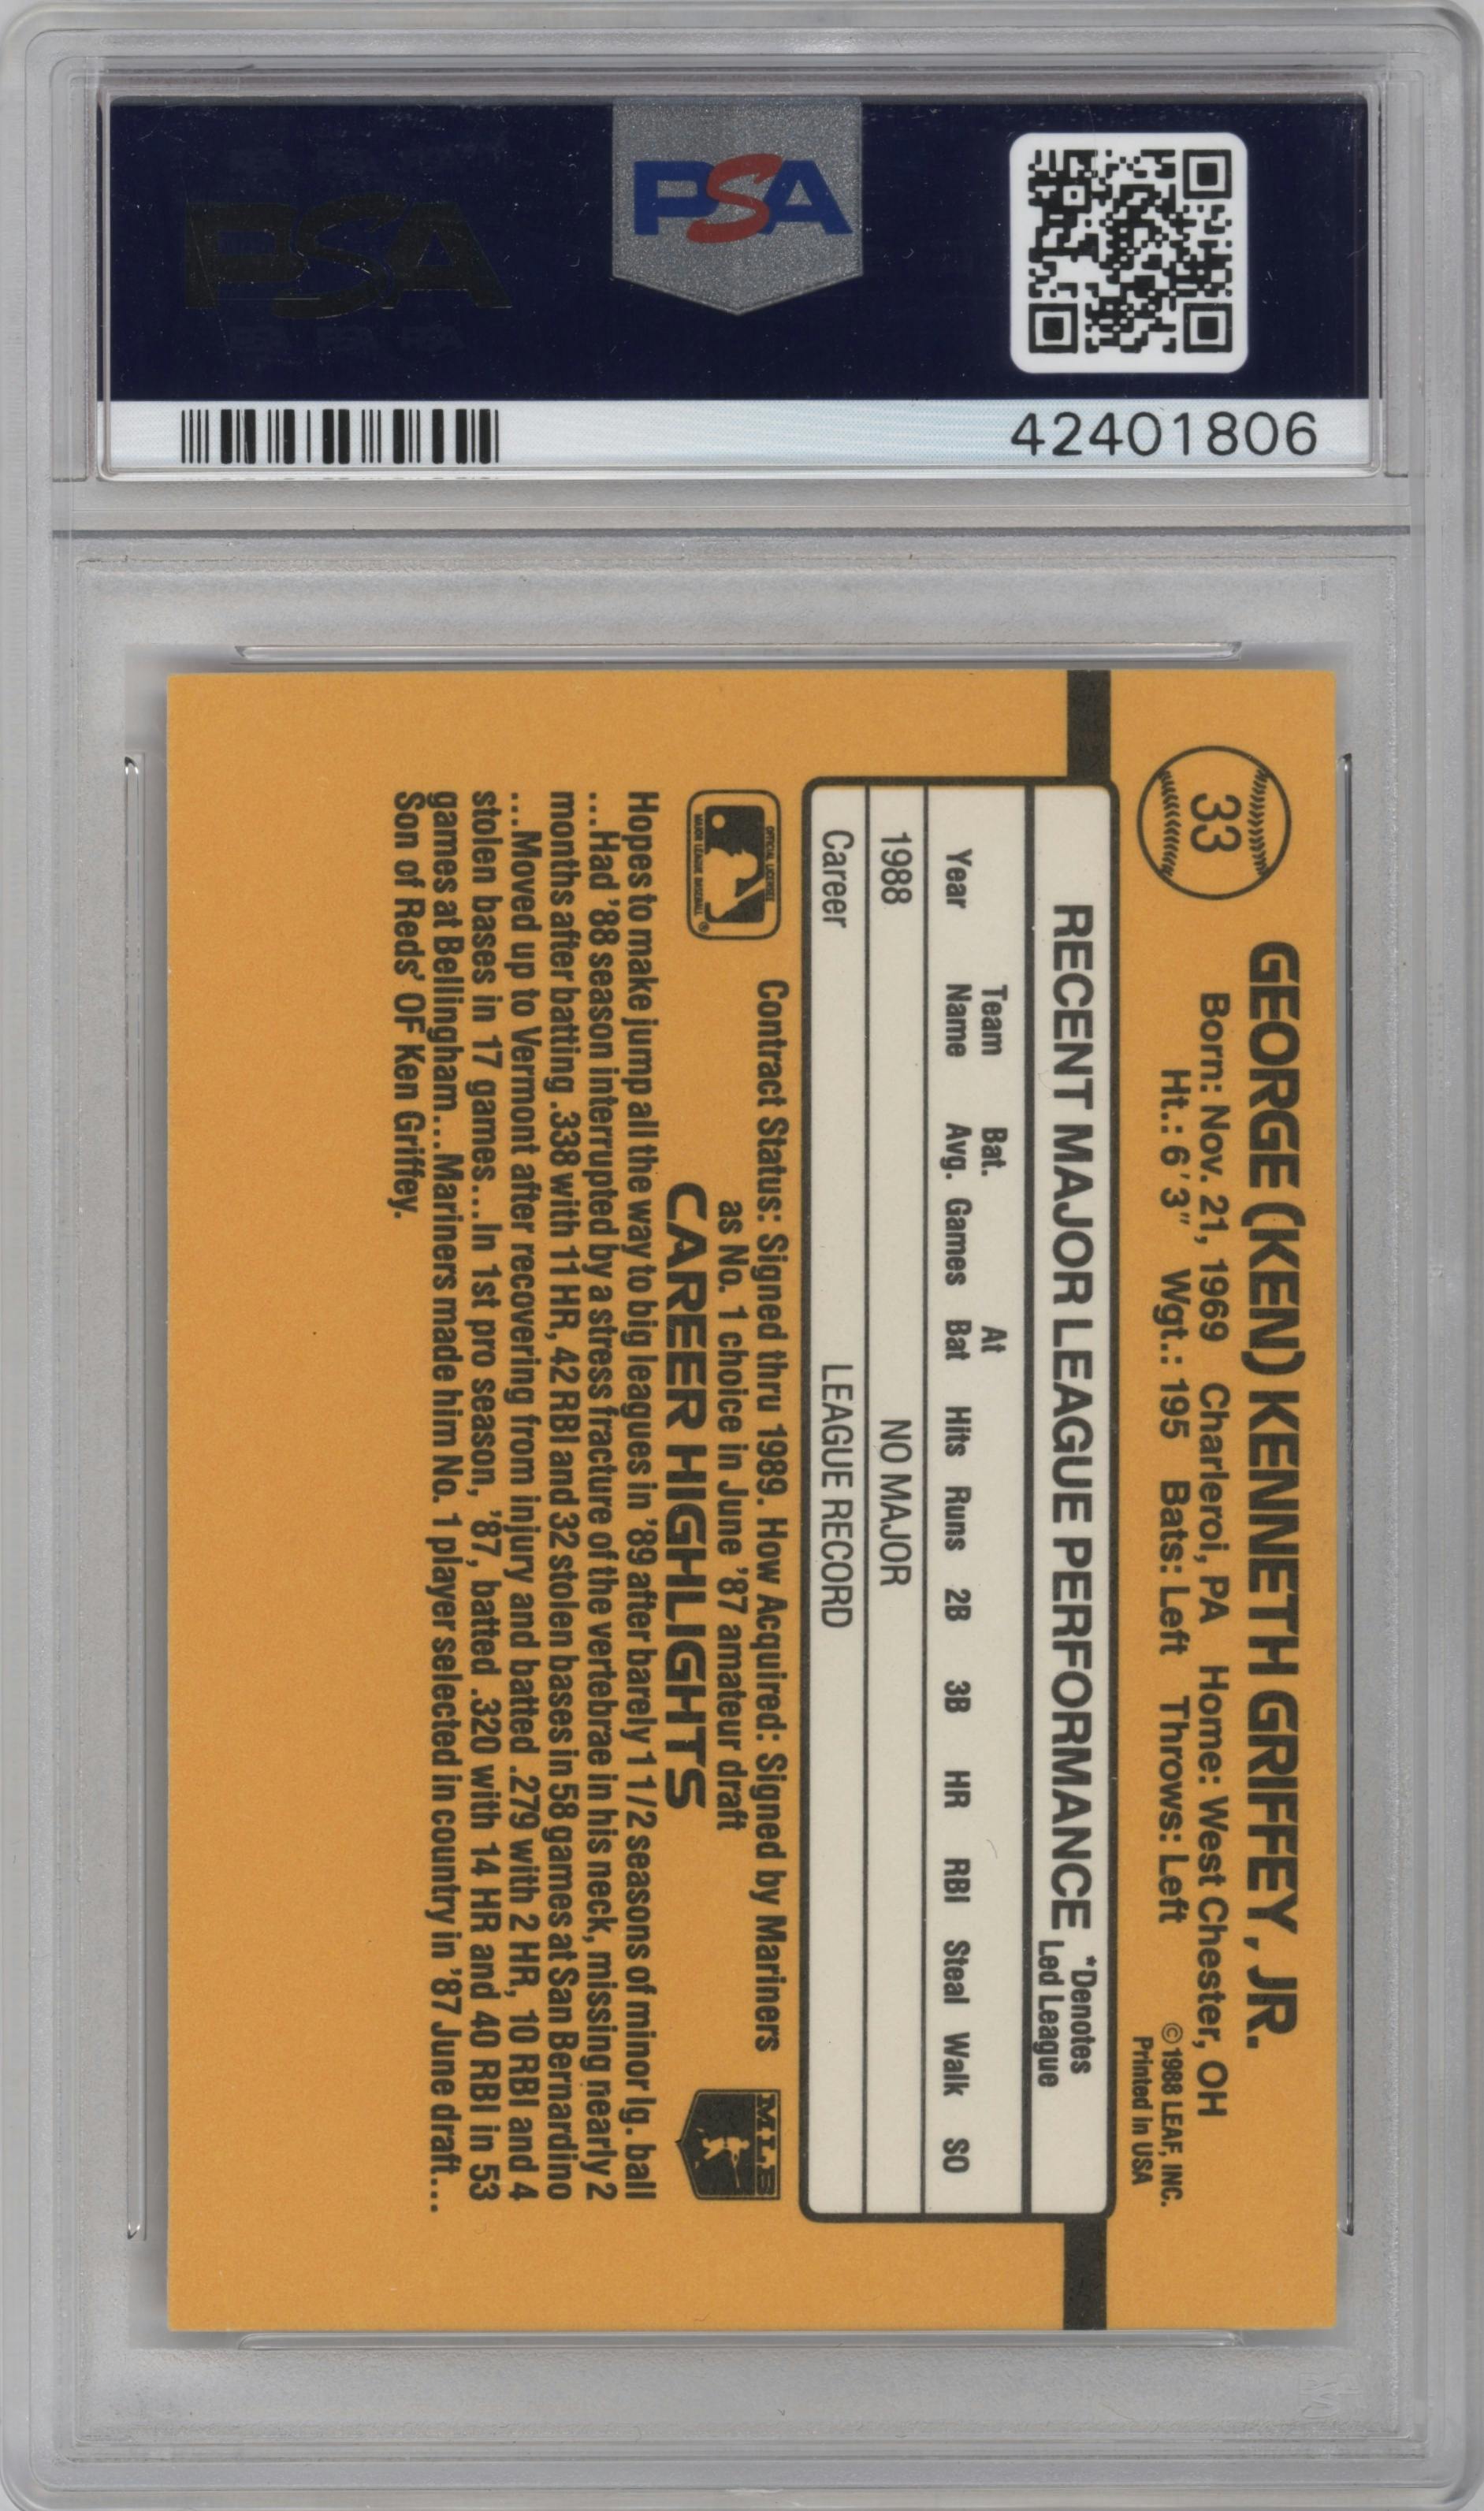 PSA
PSA
42401806
33
GEORGE (KEN) KENNETH GRIFFEY, JR.
Born: Nov. 21, 1969 Charleroi, PA Home: West Chester, OH
Ht.: 6'3" Wgt.: 195 Bats: Left Throws: Left
© 1988 LEAF, INC.
Printed in USA
RECENT MAJOR LEAGUE PERFORMANCE
*Denotes
Led League
Year Team Name Bat. Avg. Games At Bat Hits Runs 2B 3B HR RBI Steal Walk SO
1988 NO MAJOR
Career LEAGUE RECORD
OFFICIAL LICENSEE
MAJOR LEAGUE BASEBALL
®
Contract Status: Signed thru 1989. How Acquired: Signed by Mariners
as No. 1 choice in June '87 amateur draft
CAREER HIGHLIGHTS
MLB
Hopes to make jump all the way to big leagues in '89 after barely 1 1/2 seasons of minor lg. ball
...Had '88 season interrupted by a stress fracture of the vertebrae in his neck, missing nearly 2
months after batting .338 with 11 HR, 42 RBI and 32 stolen bases in 58 games at San Bernardino
...Moved up to Vermont after recovering from injury and batted .279 with 2 HR, 10 RBI and 4
stolen bases in 17 games...In 1st pro season, '87, batted .320 with 14 HR and 40 RBI in 53
games at Bellingham...Mariners made him No. 1 player selected in country in '87 June draft...
Son of Reds' OF Ken Griffey.